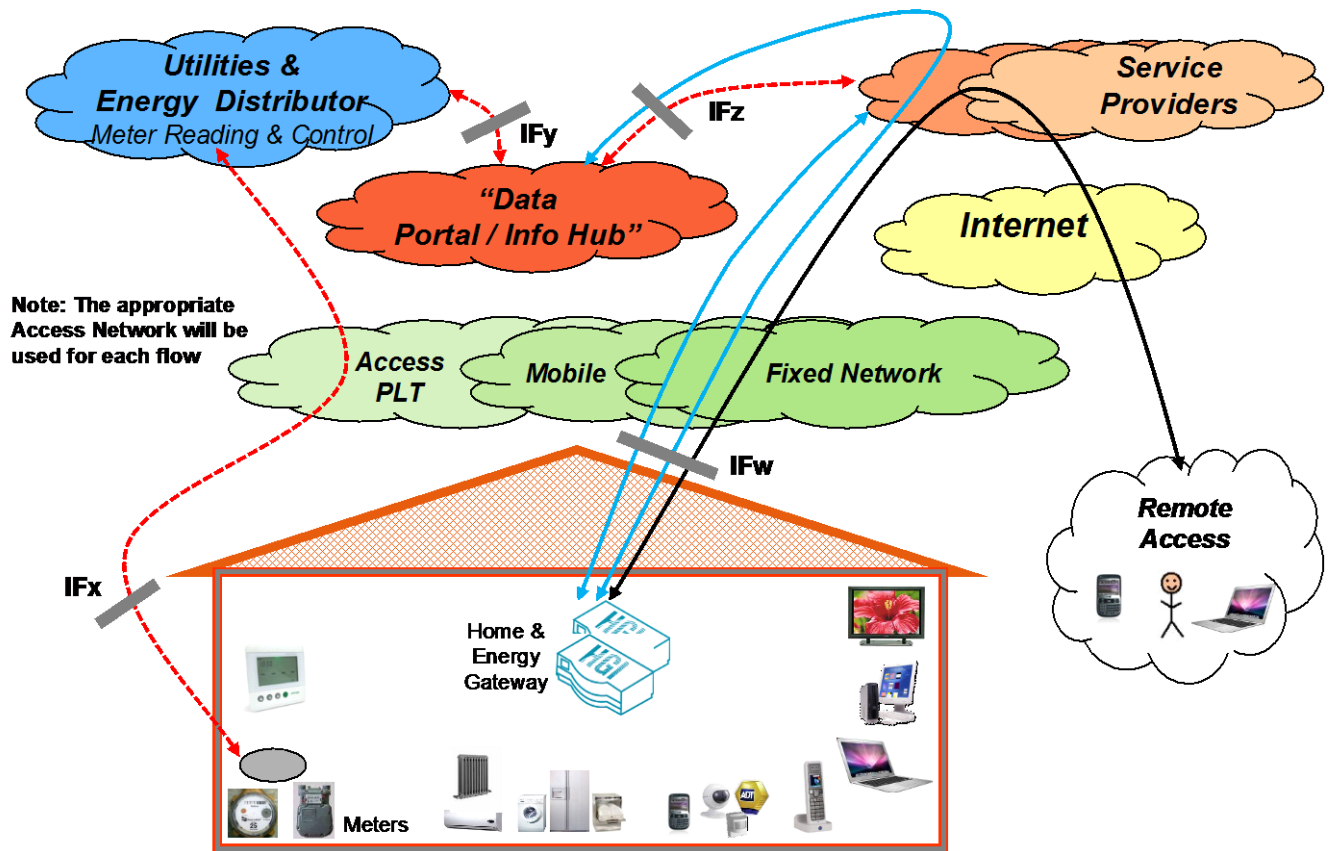 Utilities &
Energy Distributor
Meter Reading & Control
IFy
IFz
Service
Providers
“Data
Portal / Info Hub”
Internet
Note: The appropriate
Access Network will be
used for each flow
Access
PLT
Mobile
Fixed Network
IFw
IFx
Remote
Access
Home &
Energy
Gateway
HGI
HGI
ADT
Meters